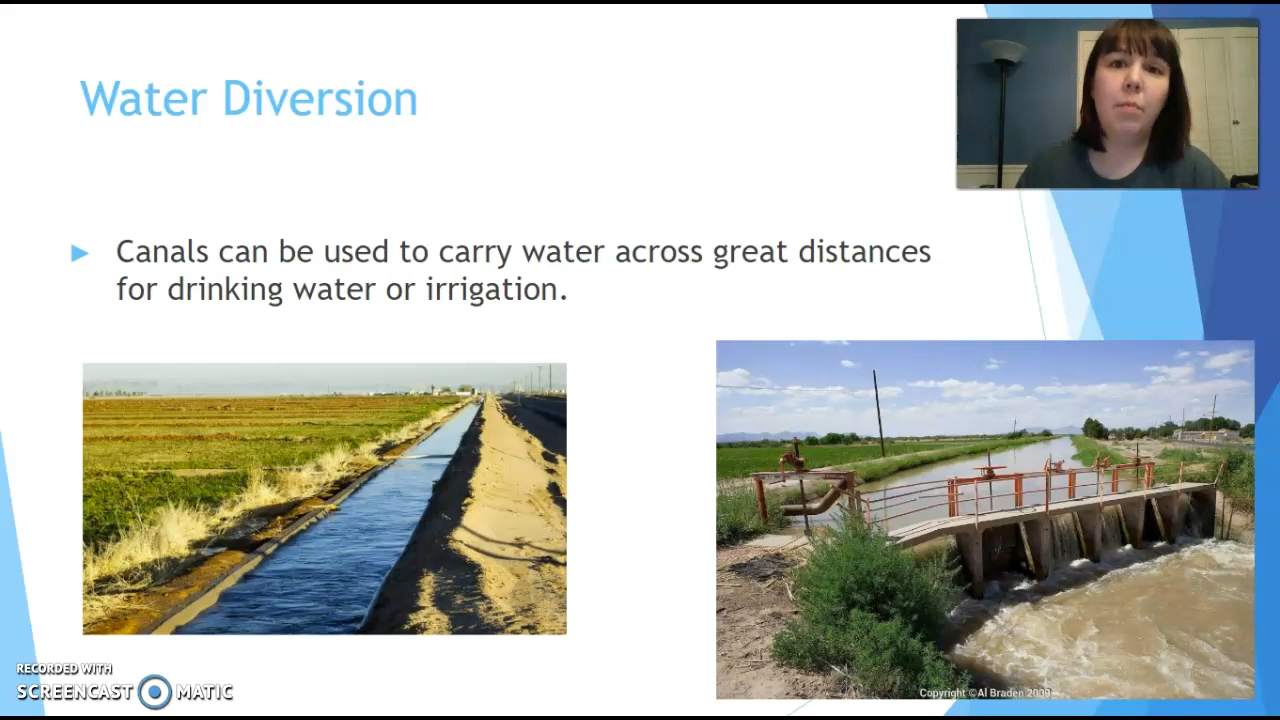 Water Diversion
Canals can be used to carry water across great distances
for drinking water or irrigation.
Copyright ©Al Braden 2009
RECORDED WITH
SCREENCAST MATIC